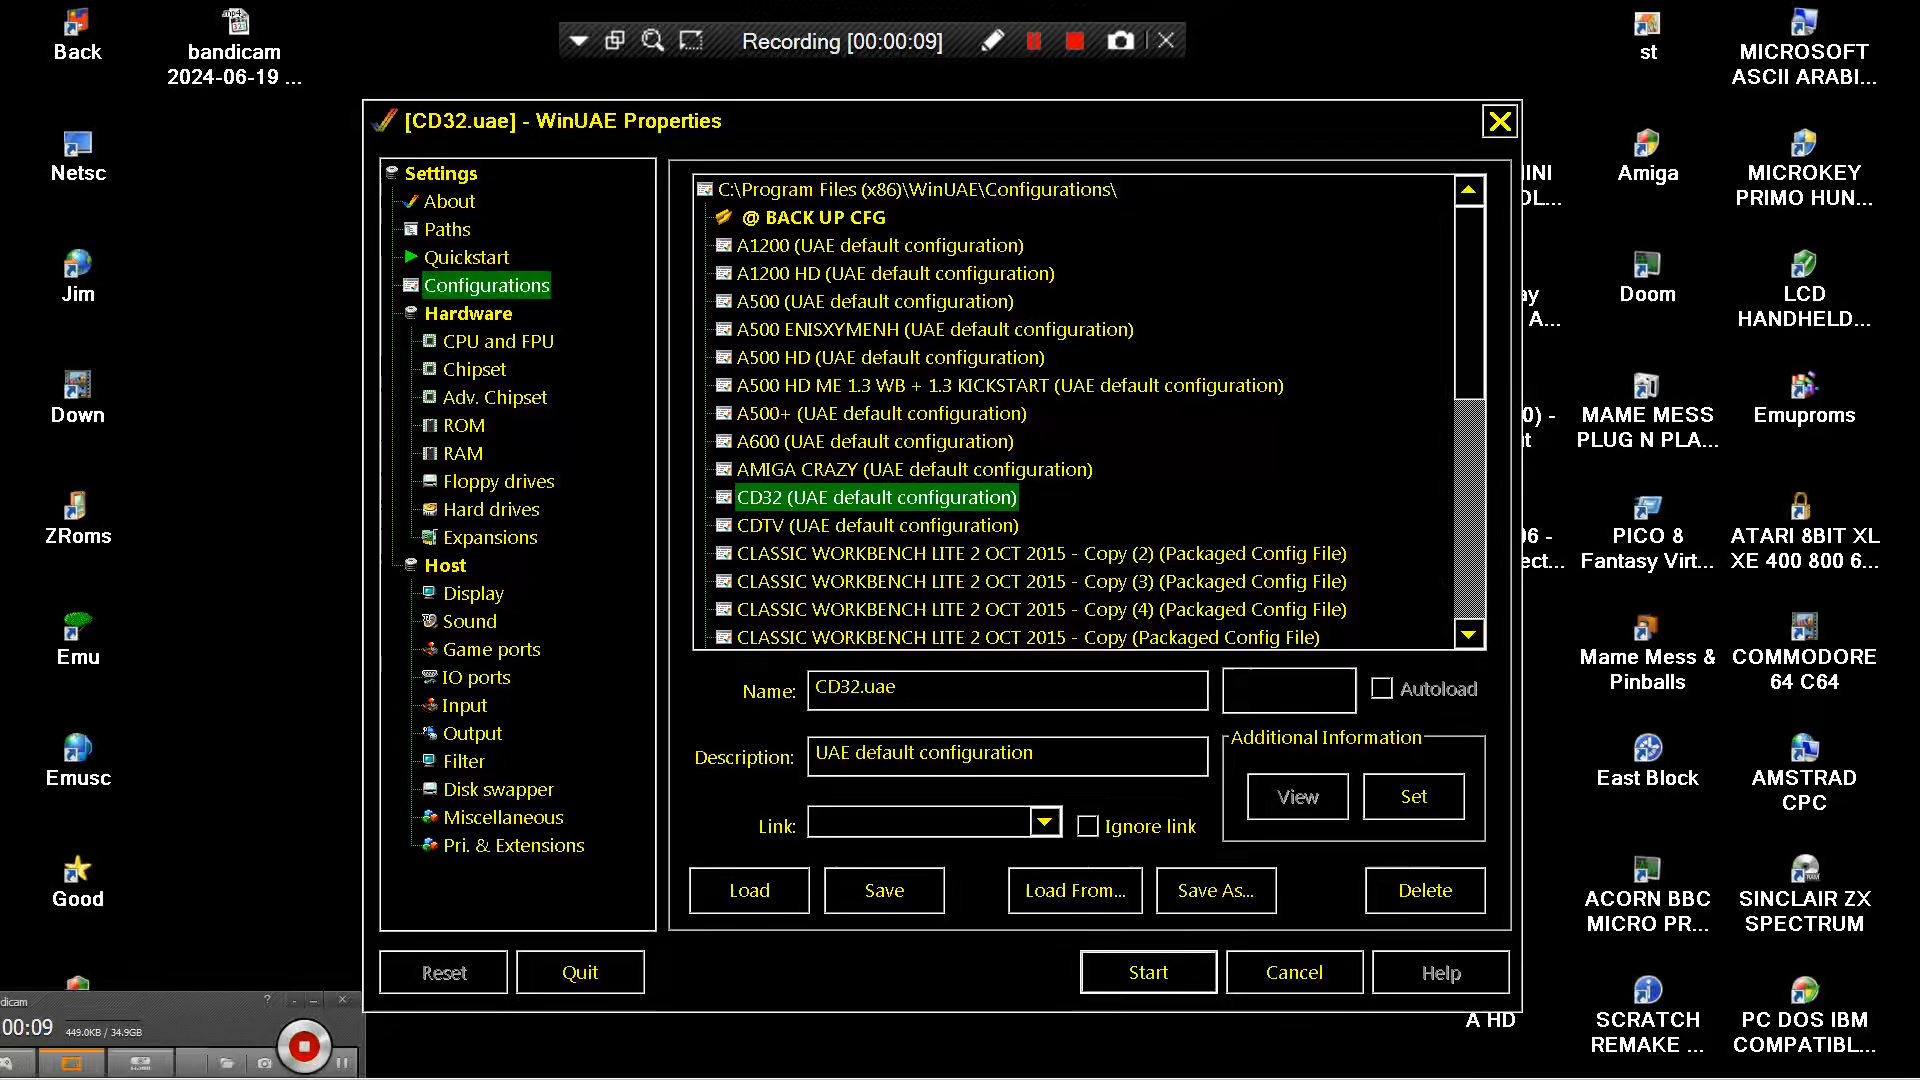 Back
bandicam
2024-06-19 ...
Netsc
Jim
Down
ZRoms
Emu
Emusc
Good
Recording [00:00:09]
[CD32.uae] - WinUAE Properties
Settings
About
Paths
Quickstart
Configurations
Hardware
CPU and FPU
Chipset
Adv. Chipset
ROM
RAM
Floppy drives
Hard drives
Expansions
Host
Display
Sound
Game ports
IO ports
Input
Output
Filter
Disk swapper
Miscellaneous
Pri. & Extensions
C:\Program Files (x86)\WinUAE\Configurations\
@ BACK UP CFG
A1200 (UAE default configuration)
A1200 HD (UAE default configuration)
A500 (UAE default configuration)
A500 ENISXYMENH (UAE default configuration)
A500 HD (UAE default configuration)
A500 HD ME 1.3 WB + 1.3 KICKSTART (UAE default configuration)
A500+ (UAE default configuration)
A600 (UAE default configuration)
AMIGA CRAZY (UAE default configuration)
CD32 (UAE default configuration)
CDTV (UAE default configuration)
CLASSIC WORKBENCH LITE 2 OCT 2015 - Copy (2) (Packaged Config File)
CLASSIC WORKBENCH LITE 2 OCT 2015 - Copy (3) (Packaged Config File)
CLASSIC WORKBENCH LITE 2 OCT 2015 - Copy (4) (Packaged Config File)
CLASSIC WORKBENCH LITE 2 OCT 2015 - Copy (Packaged Config File)
Name: CD32.uae
Autoload
Description: UAE default configuration
Additional Information
View Set
Link:
Ignore link
Load Save Load From... Save As... Delete
Reset Quit Start Cancel Help
A HD
dicam
00:09 449.0KB / 34.9GB
st
Amiga
Doom
MAME MESS
PLUG N PLA...
PICO 8
Fantasy Virt...
Mame Mess &
Pinballs
East Block
ACORN BBC
MICRO PR...
SCRATCH
REMAKE ...
MICROSOFT
ASCII ARABI...
MICROKEY
PRIMO HUN...
LCD
HANDHELD...
Emuproms
ATARI 8BIT XL
XE 400 800 6...
COMMODORE
64 C64
AMSTRAD
CPC
SINCLAIR ZX
SPECTRUM
PC DOS IBM
COMPATIBL...